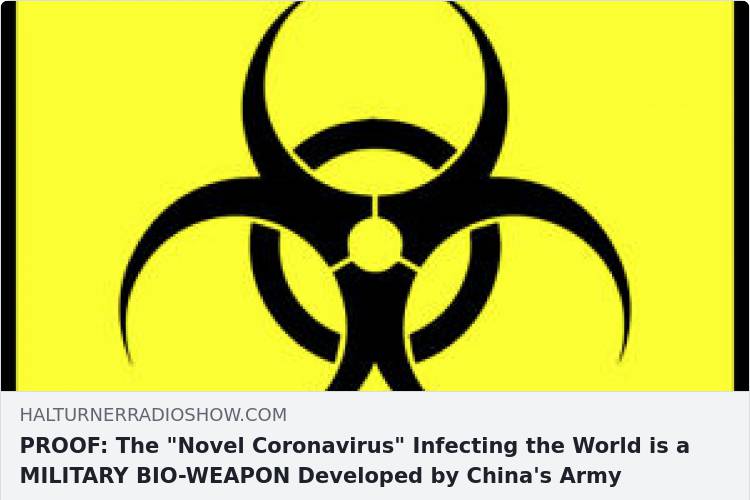 HALTURNERRADIOSHOW.COM
PROOF: The "Novel Coronavirus" Infecting the World is a
MILITARY BIO-WEAPON Developed by China's Army